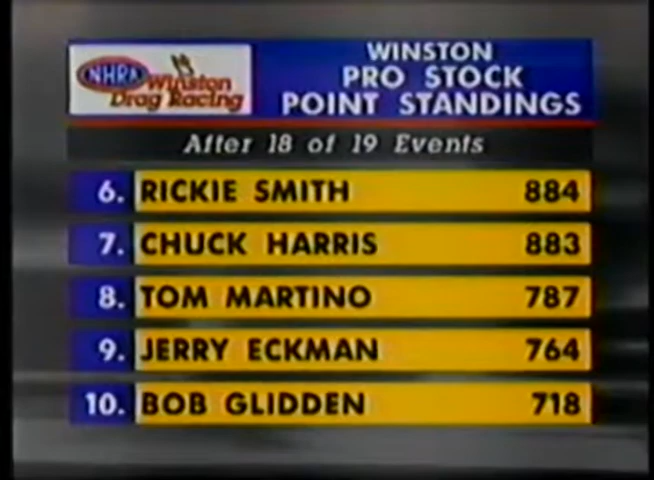 NHRA
Winston
Drag Racing
WINSTON
PRO STOCK
POINT STANDINGS
After 18 of 19 Events
6. RICKIE SMITH 884
7. CHUCK HARRIS 883
8. TOM MARTINO 787
9. JERRY ECKMAN 764
10. BOB GLIDDEN 718